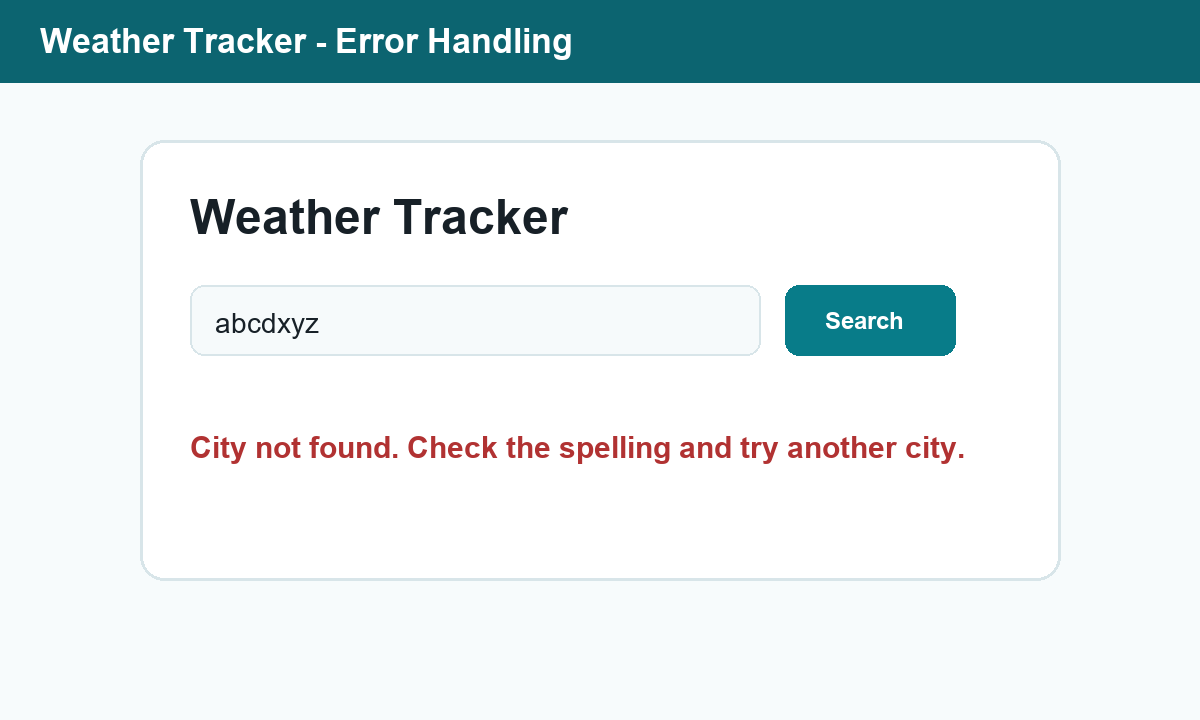 Weather Tracker - Error Handling
Weather Tracker
abcdxyz
Search
City not found. Check the spelling and try another city.